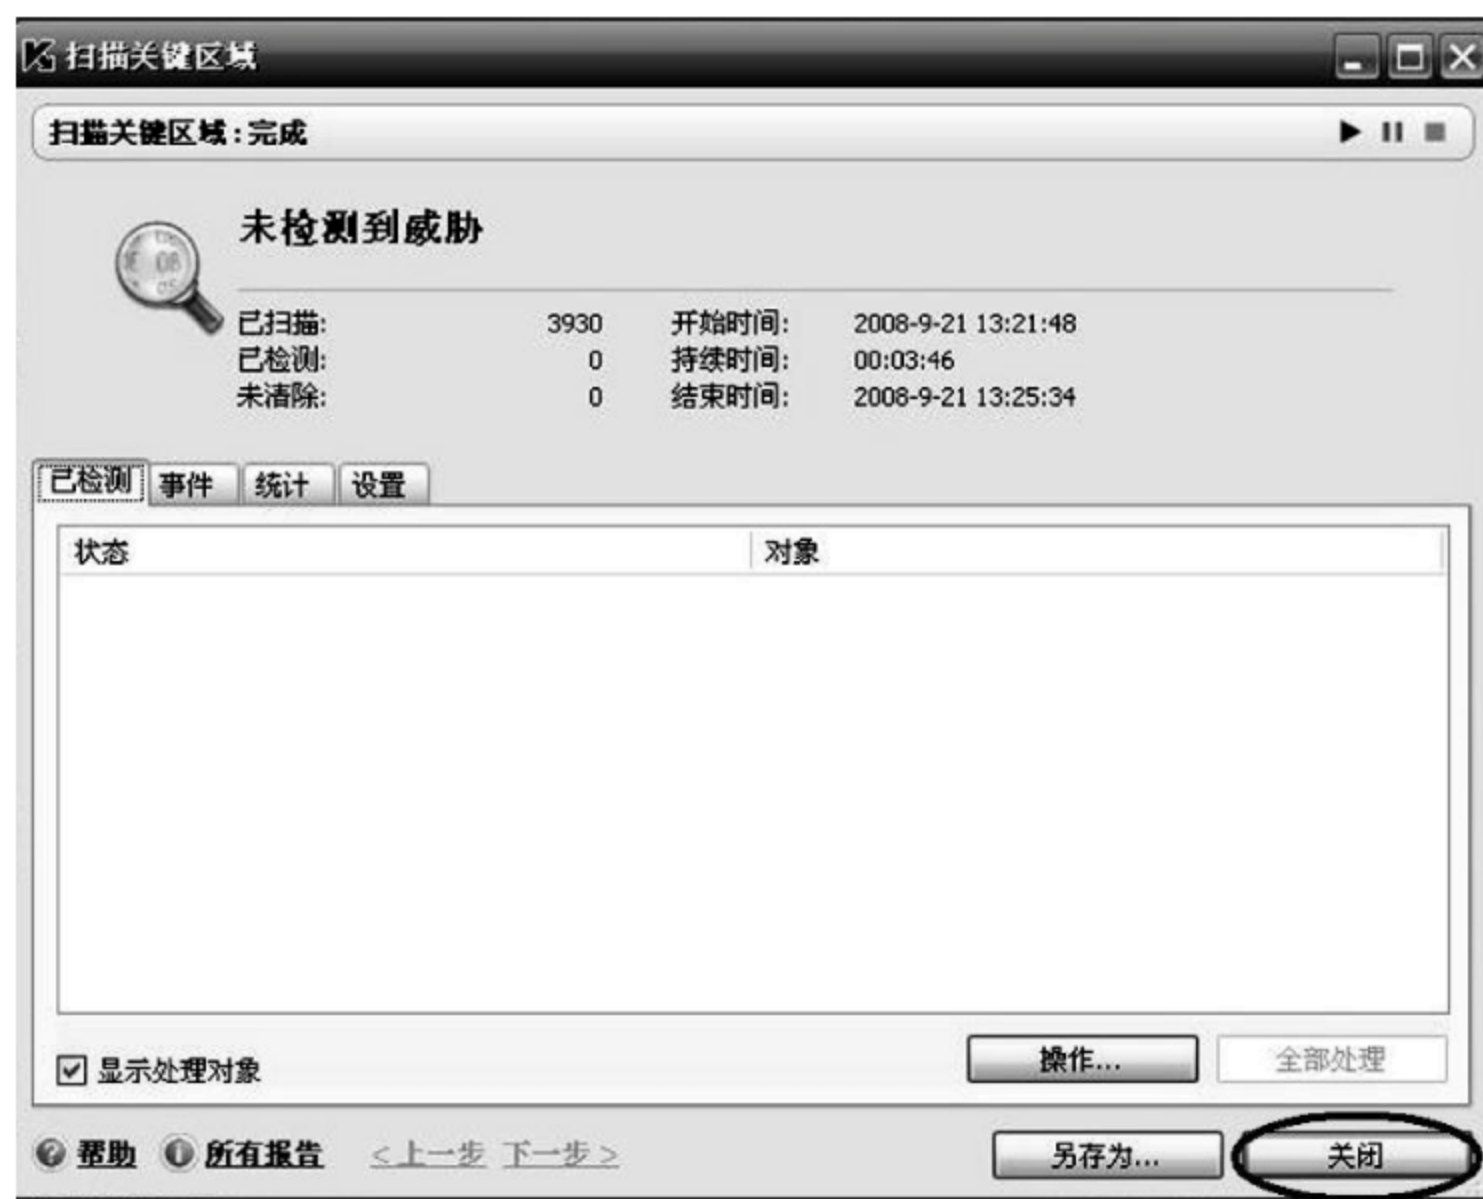 扫描关键区域
扫描关键区域:完成
未检测到威胁
已扫描: 3930 开始时间: 2008-9-21 13:21:48
已检测: 0 持续时间: 00:03:46
未清除: 0 结束时间: 2008-9-21 13:25:34
已检测 事件 统计 设置
状态 对象
显示处理对象 操作... 全部处理
帮助 所有报告 <上一步 下一步> 另存为... 关闭